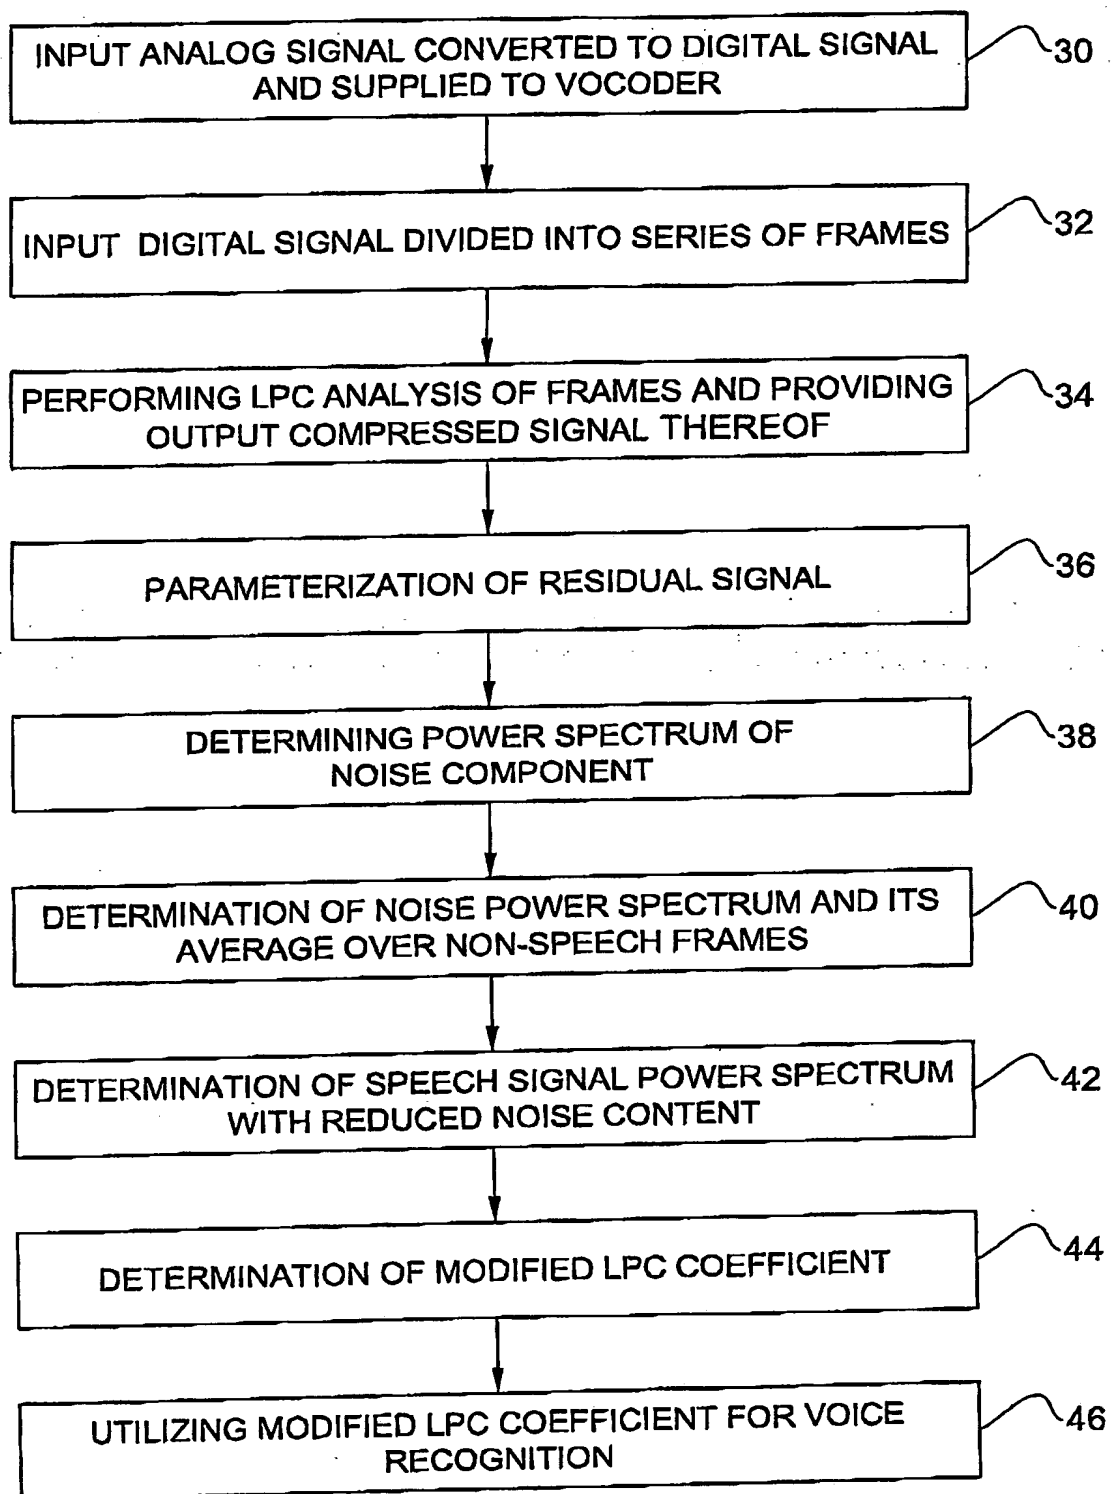 INPUT ANALOG SIGNAL CONVERTED TO DIGITAL SIGNAL
AND SUPPLIED TO VOCODER
30
INPUT DIGITAL SIGNAL DIVIDED INTO SERIES OF FRAMES
32
PERFORMING LPC ANALYSIS OF FRAMES AND PROVIDING
OUTPUT COMPRESSED SIGNAL THEREOF
34
PARAMETERIZATION OF RESIDUAL SIGNAL
36
DETERMINING POWER SPECTRUM OF
NOISE COMPONENT
38
DETERMINATION OF NOISE POWER SPECTRUM AND ITS
AVERAGE OVER NON-SPEECH FRAMES
40
DETERMINATION OF SPEECH SIGNAL POWER SPECTRUM
WITH REDUCED NOISE CONTENT
42
DETERMINATION OF MODIFIED LPC COEFFICIENT
44
UTILIZING MODIFIED LPC COEFFICIENT FOR VOICE
RECOGNITION
46